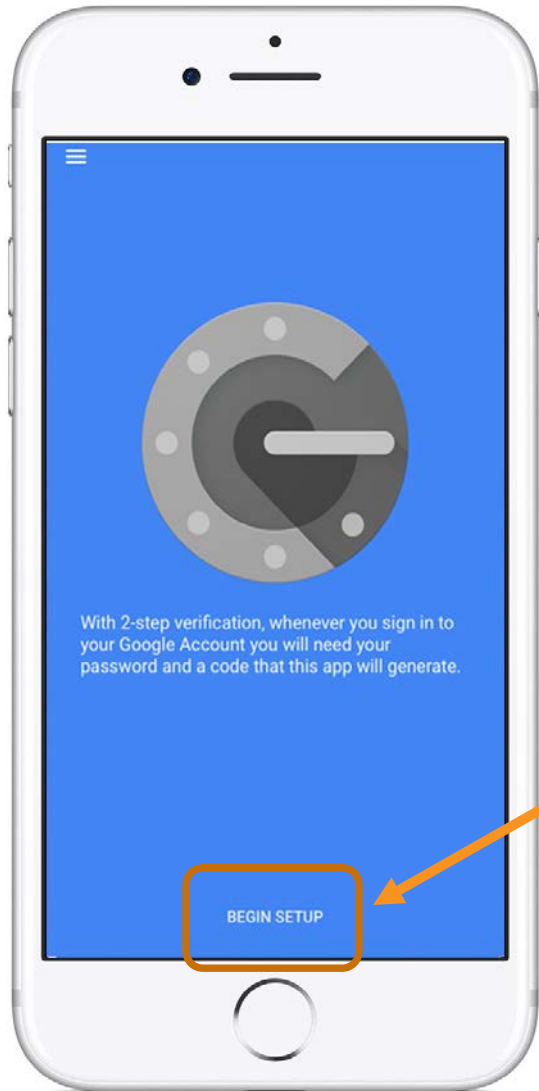 With 2-step verification, whenever you sign in to
your Google Account you will need your
password and a code that this app will generate.
BEGIN SETUP